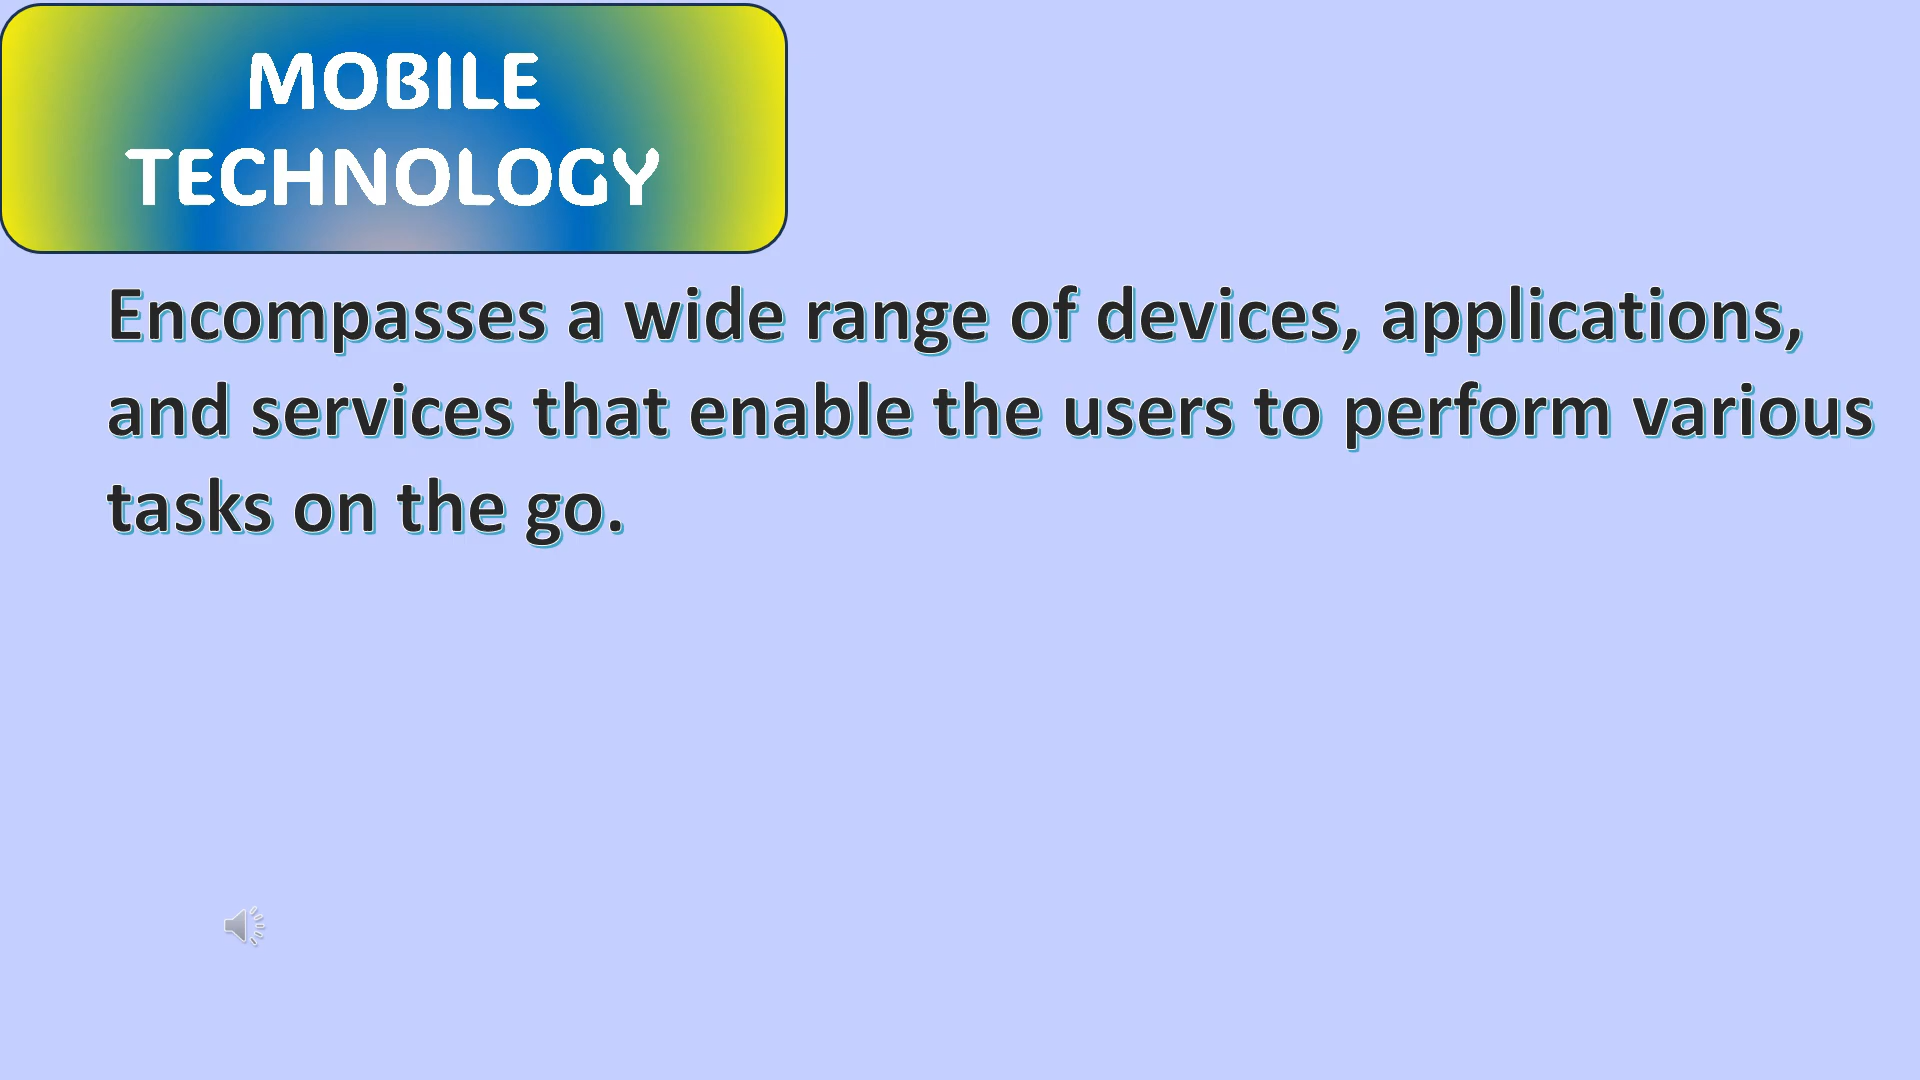 MOBILE
TECHNOLOGY
Encompasses a wide range of devices, applications,
and services that enable the users to perform various
tasks on the go.